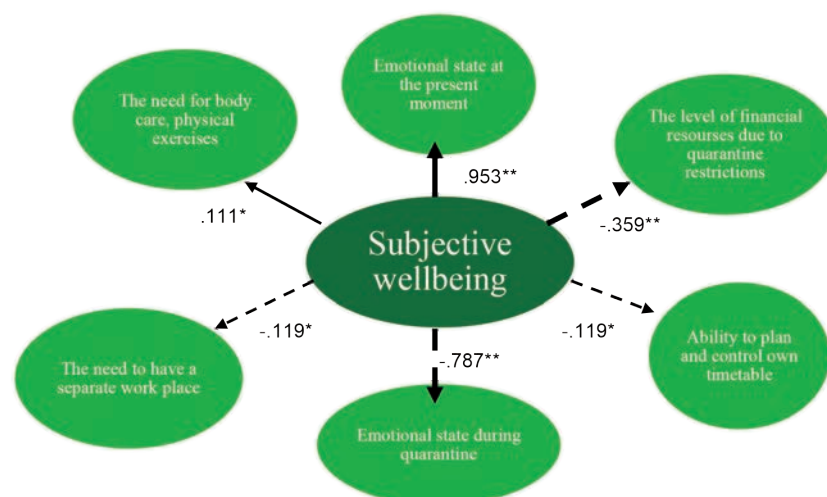 Emotional state at
the present
moment
The need for body
care, physical
exercises
The level of financial
resourses due to
quarantine
restrictions
.953**
.111*
-.359**
Subjective
wellbeing
-.119*
-.119*
-.787**
The need to have a
separate work place
Ability to plan
and control own
timetable
Emotional state during
quarantine